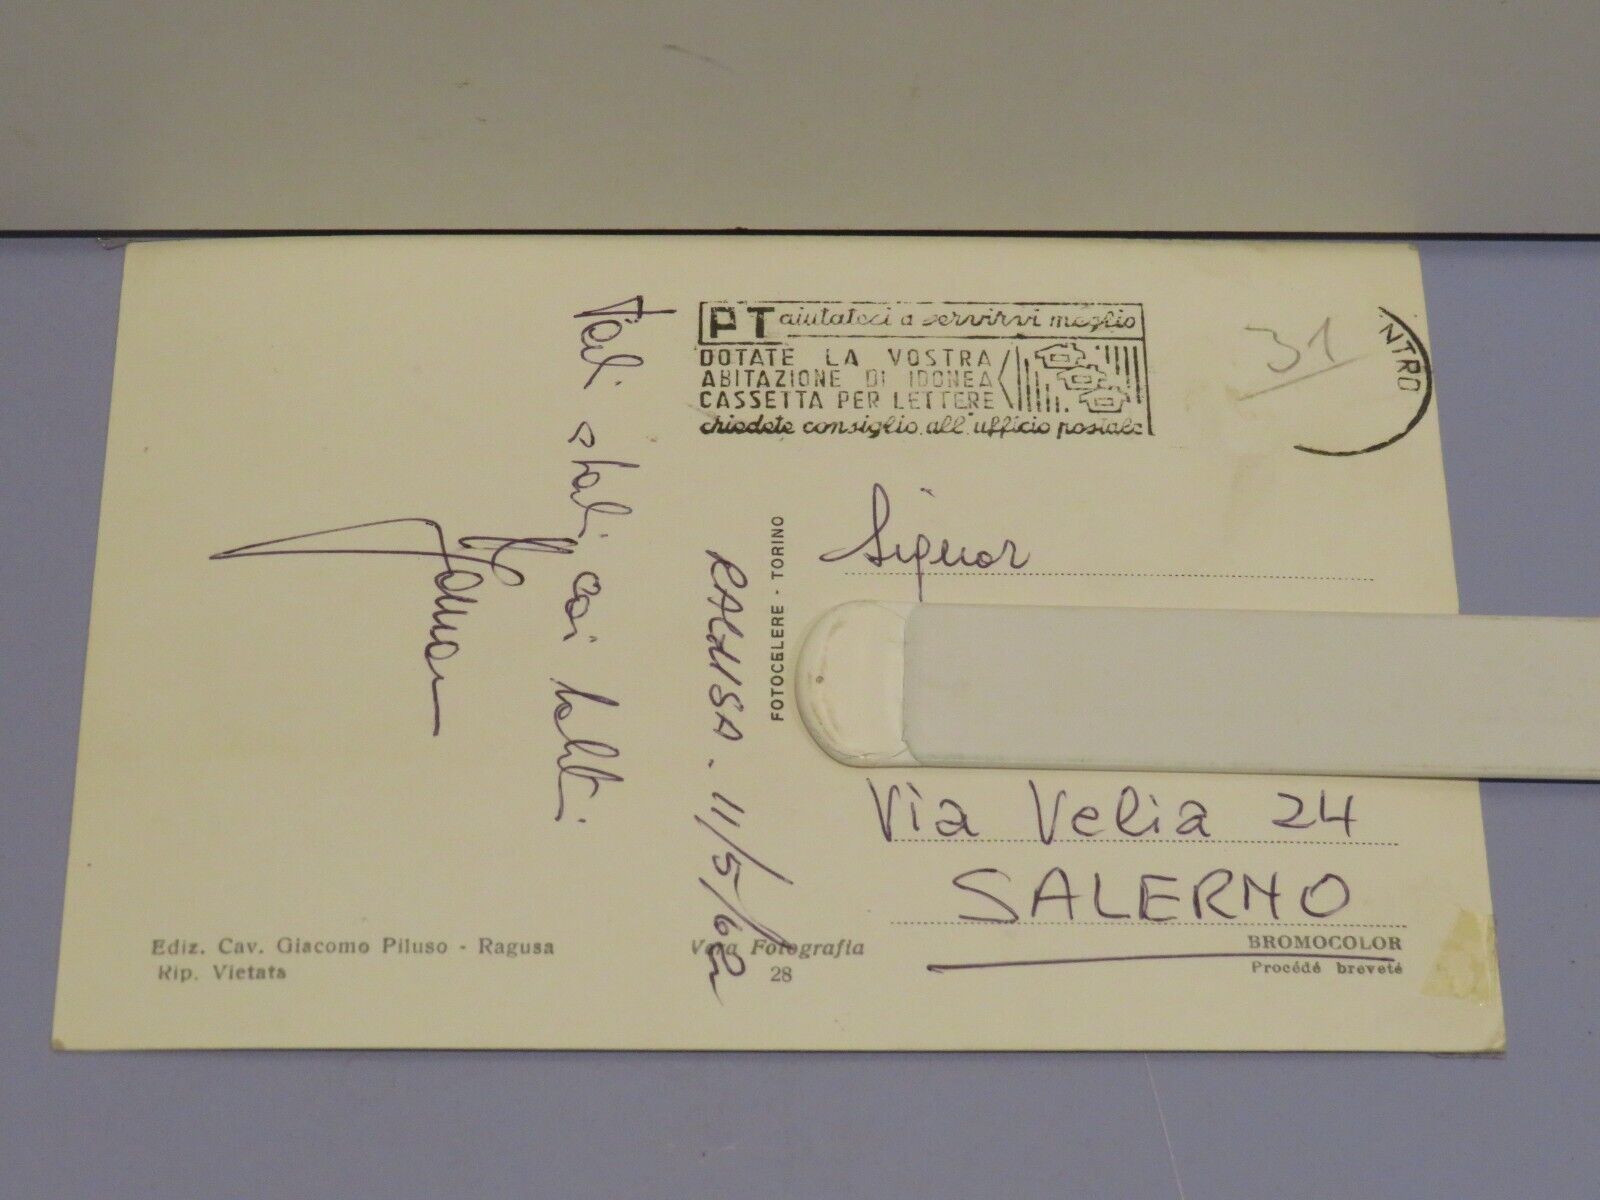 PT aiutateci a servirvi meglio
DOTATE LA VOSTRA
ABITAZIONE DI IDONEA
CASSETTA PER LETTERE
chiedete consiglio all'ufficio postale
31
NTRO
Signor
Via Velia 24
SALERNO
FOTOCELERE - TORINO
RAGUSA - 11/5/62
Ediz. Cav. Giacomo Piluso - Ragusa
Rip. Vietata
Vera Fotografia
28
BROMOCOLOR
Procédé breveté